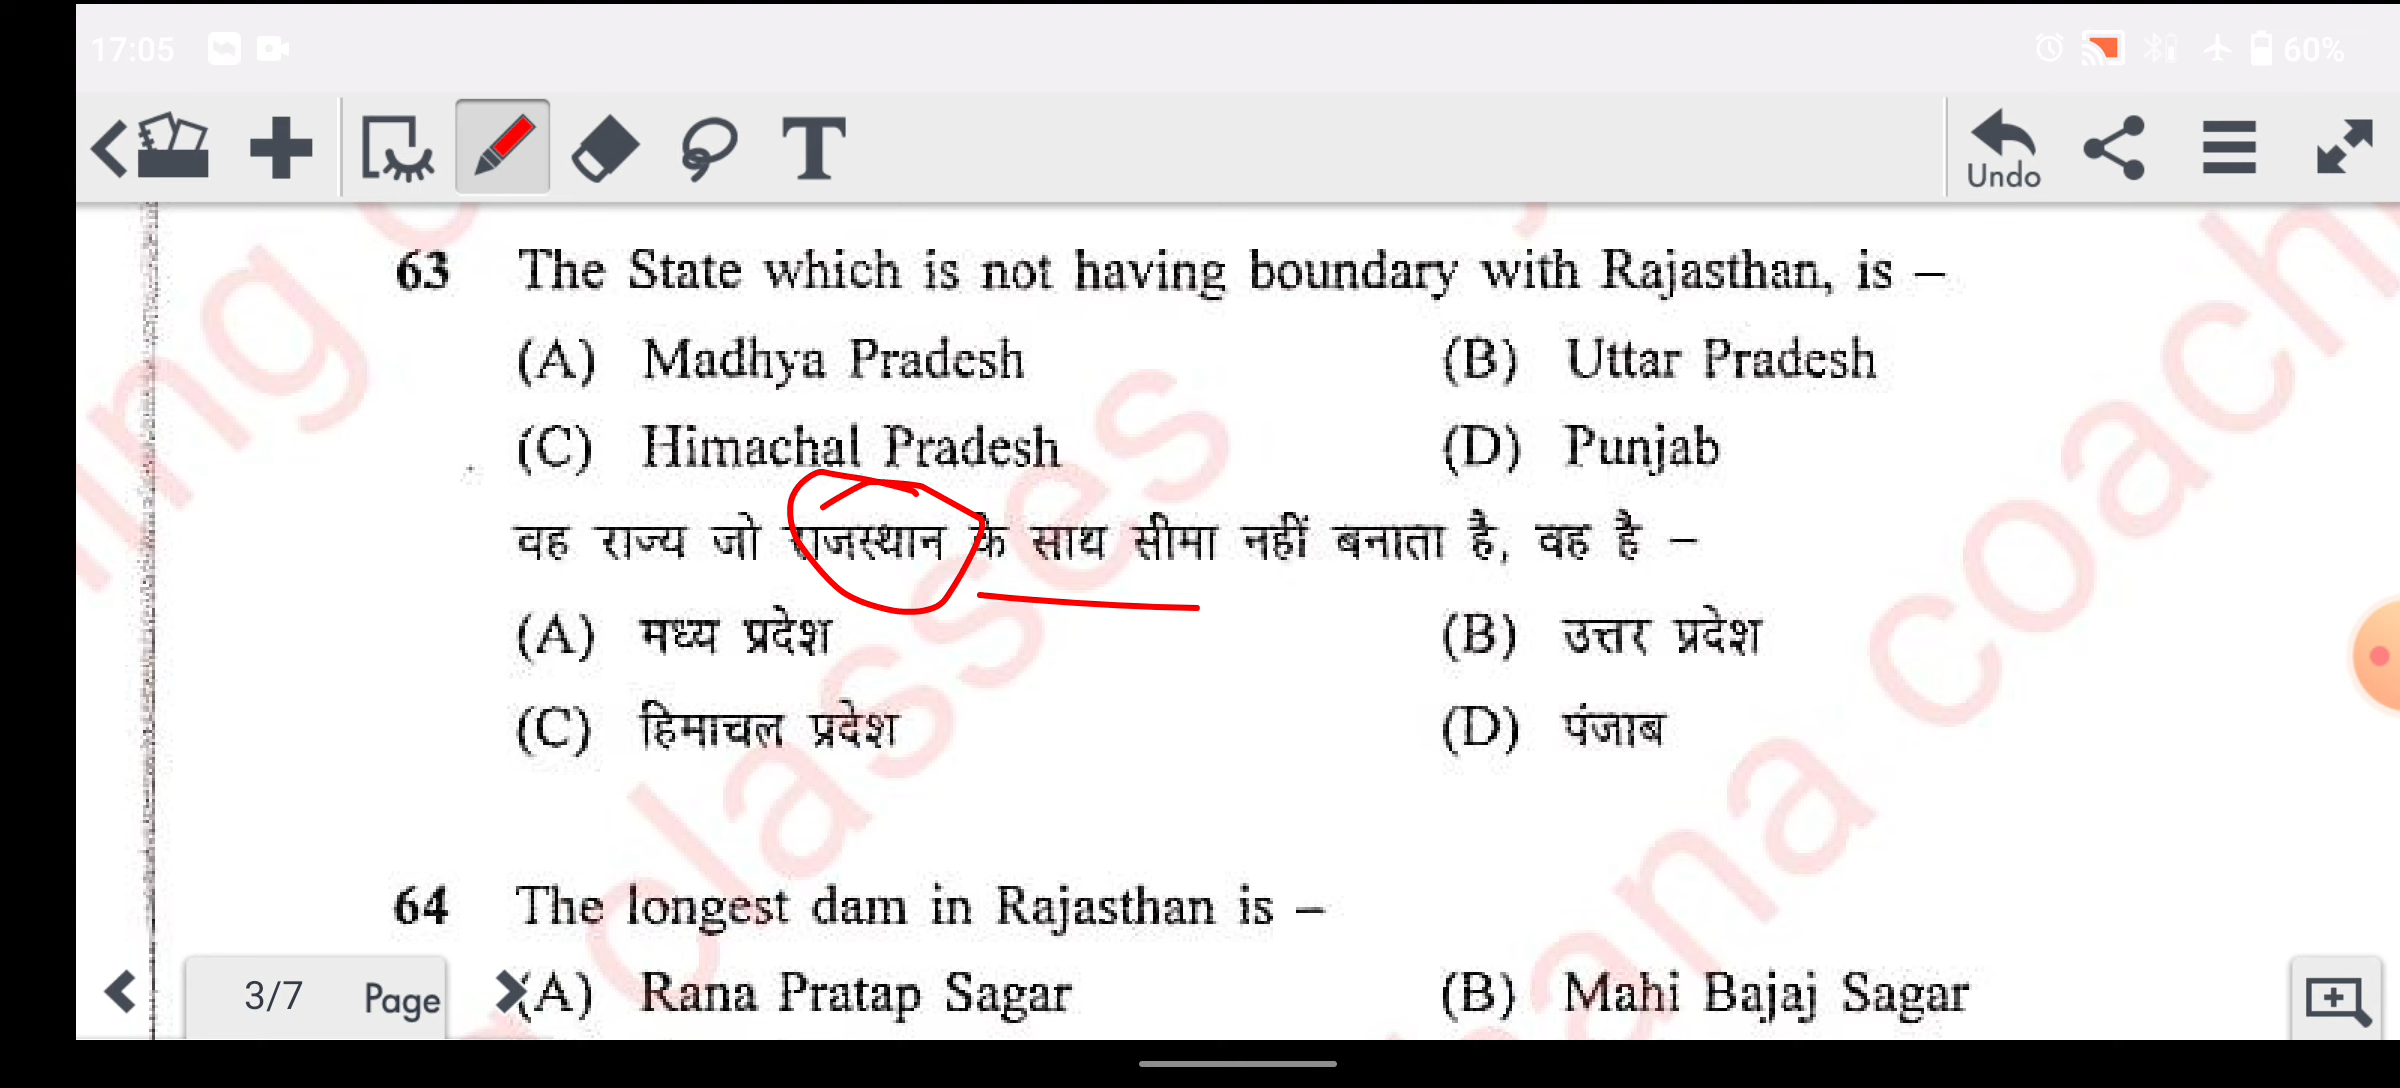 17:05
60%
T
Undo
63 The State which is not having boundary with Rajasthan, is –
(A) Madhya Pradesh (B) Uttar Pradesh
(C) Himachal Pradesh (D) Punjab
वह राज्य जो राजस्थान के साथ सीमा नहीं बनाता है, वह है –
(A) मध्य प्रदेश (B) उत्तर प्रदेश
(C) हिमाचल प्रदेश (D) पंजाब
64 The longest dam in Rajasthan is –
(A) Rana Pratap Sagar (B) Mahi Bajaj Sagar
3/7 Page
classes